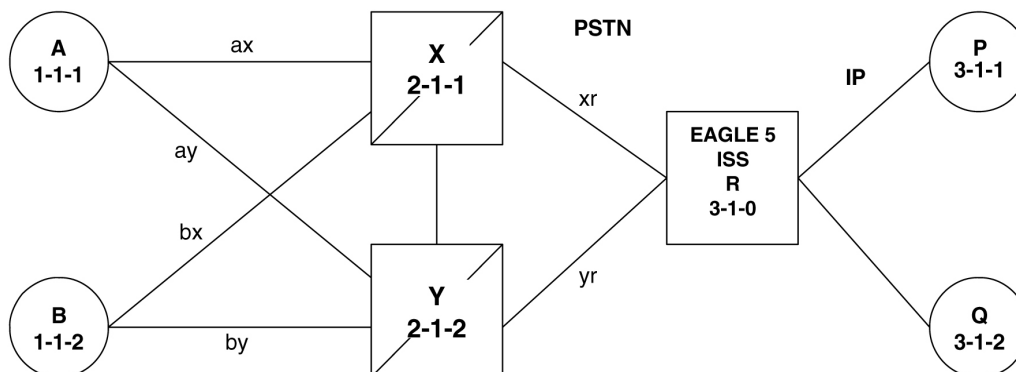 A
1-1-1
ax
X
2-1-1
PSTN
xr
IP
P
3-1-1
EAGLE 5
ISS
R
3-1-0
ay
bx
B
1-1-2
by
Y
2-1-2
yr
Q
3-1-2